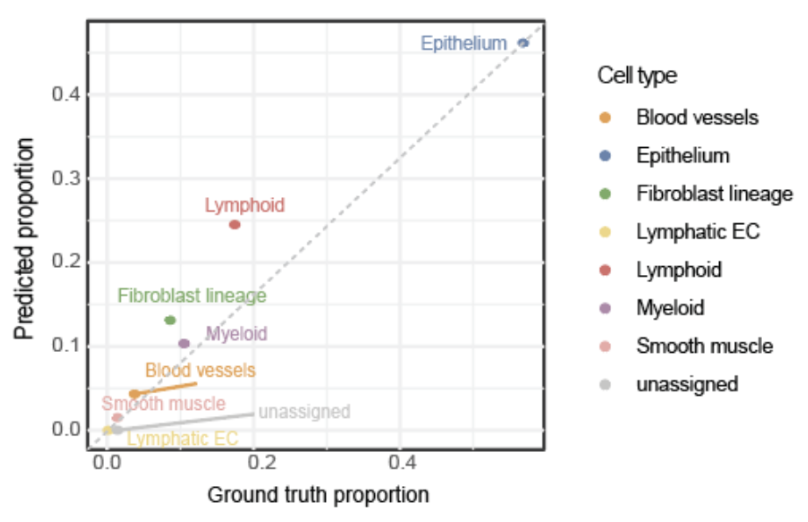 Epithelium
Cell type
Blood vessels
Epithelium
Fibroblast lineage
Lymphatic EC
Lymphoid
Myeloid
Smooth muscle
unassigned
Predicted proportion
0.4
0.3
0.2
0.1
0.0
Lymphoid
Fibroblast lineage
Myeloid
Blood vessels
Smooth muscle
unassigned
Lymphatic EC
0.0
0.2
0.4
Ground truth proportion